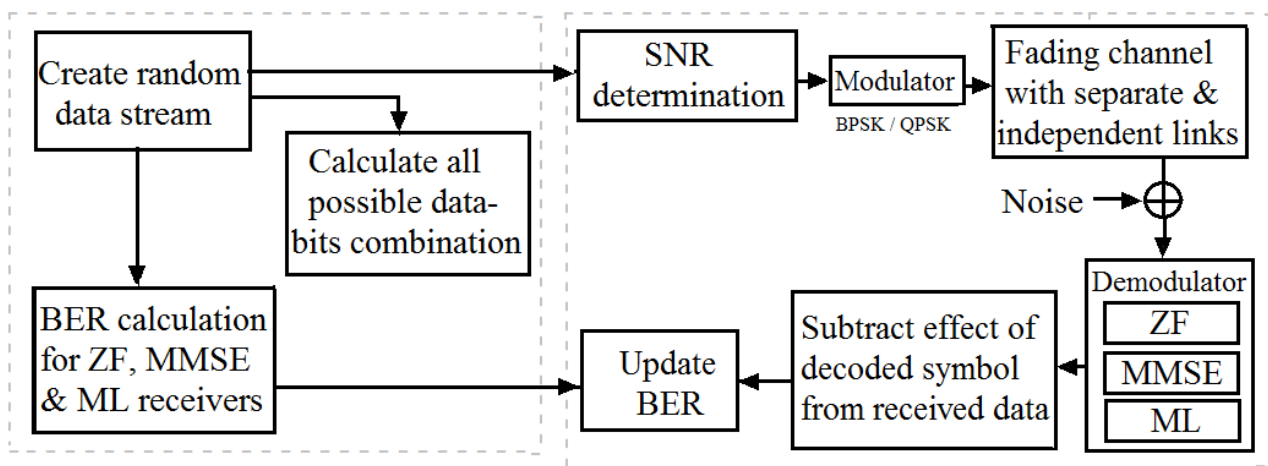 Create random
data stream
Calculate all
possible data-
bits combination
BER calculation
for ZF, MMSE
& ML receivers
SNR
determination
Modulator
BPSK / QPSK
Fading channel
with separate &
independent links
Noise
Demodulator
ZF
MMSE
ML
Subtract effect of
decoded symbol
from received data
Update
BER